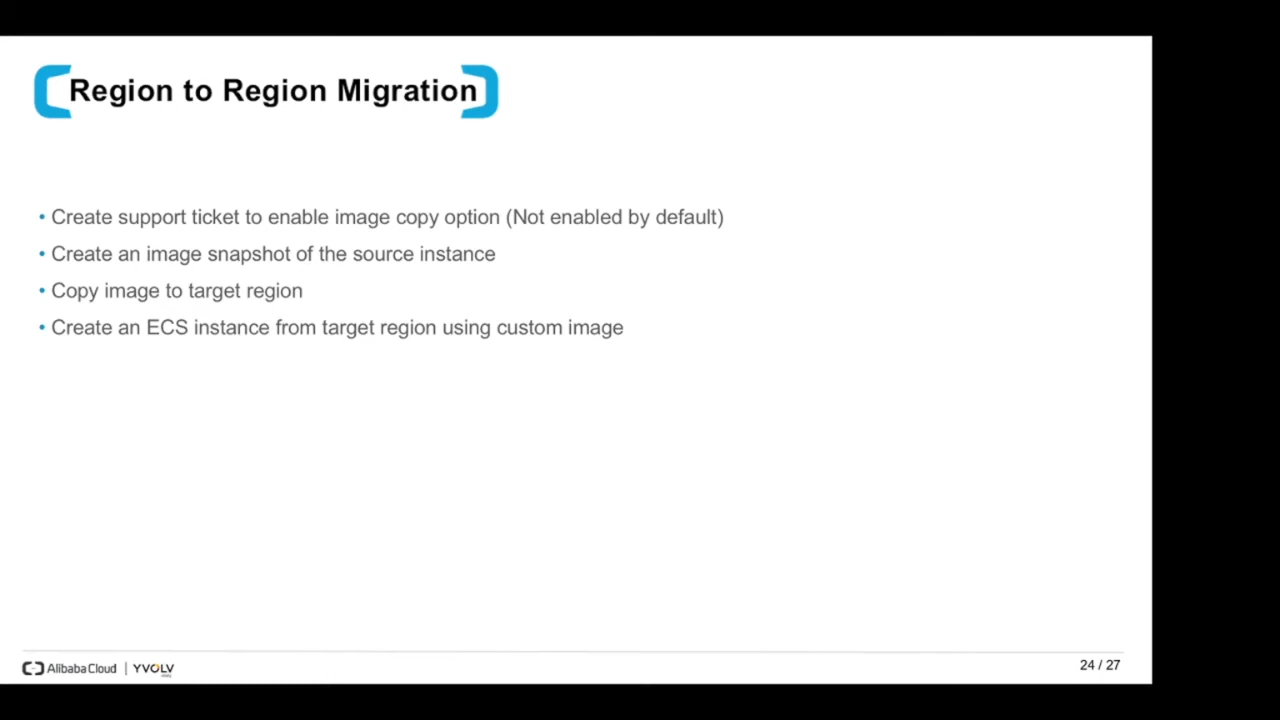 Region to Region Migration
• Create support ticket to enable image copy option (Not enabled by default)
• Create an image snapshot of the source instance
• Copy image to target region
• Create an ECS instance from target region using custom image
Alibaba Cloud | YVOLV
24 / 27